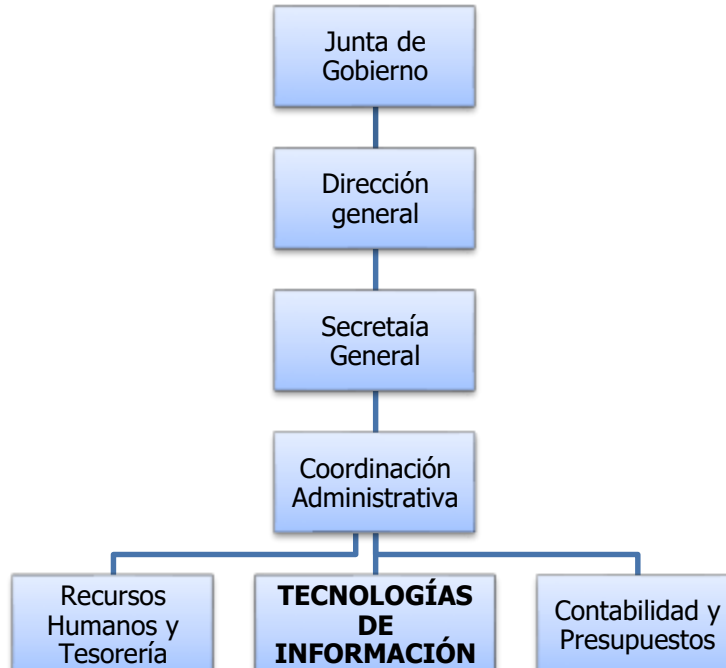 Junta de
Gobierno
Dirección
general
Secretaía
General
Coordinación
Administrativa
Recursos
Humanos y
Tesorería
TECNOLOGÍAS
DE
INFORMACIÓN
Contabilidad y
Presupuestos